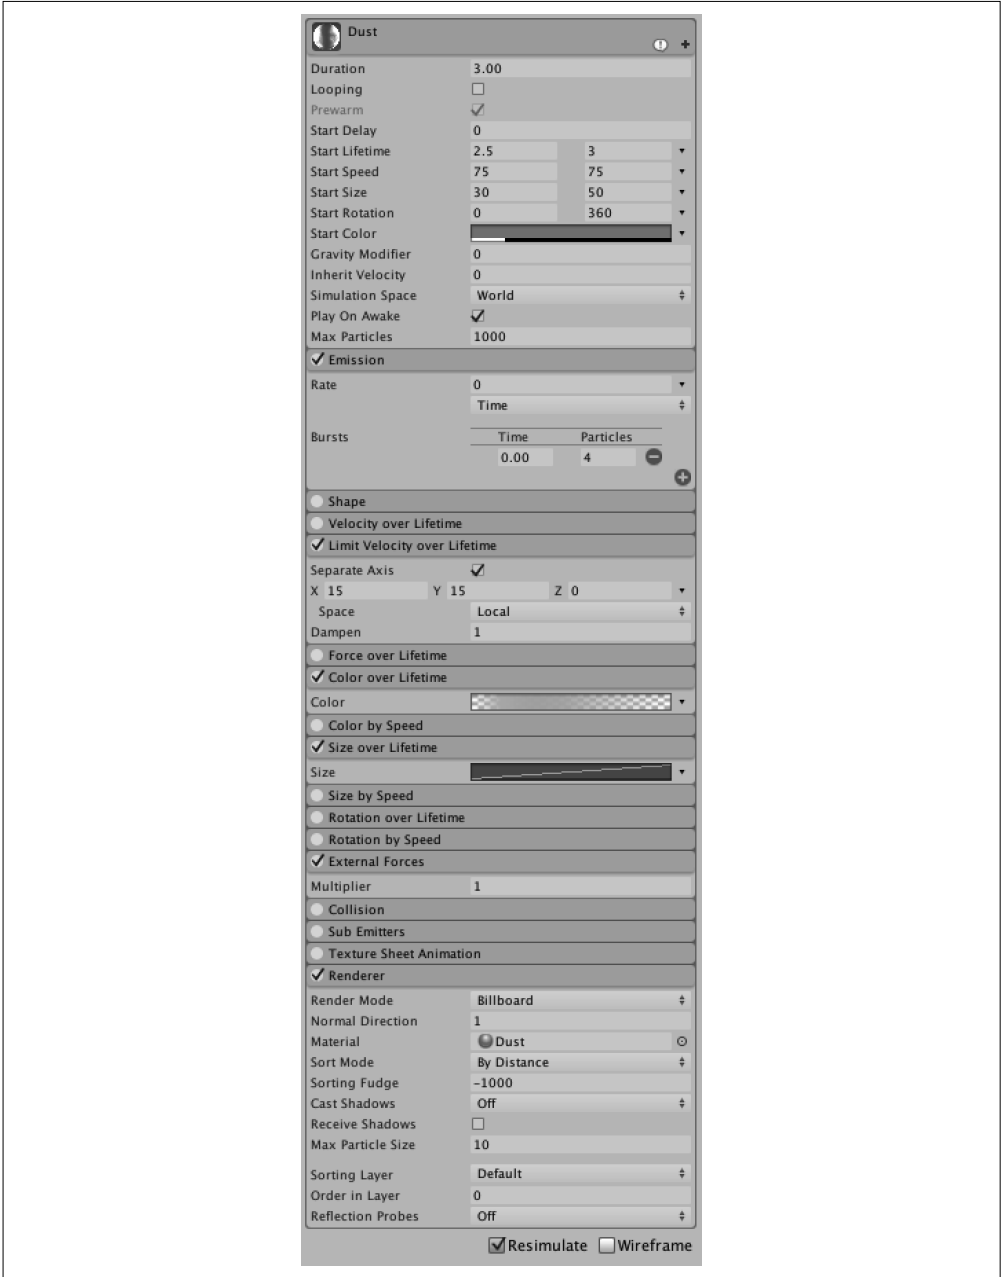 Dust
Duration 3.00
Looping
Prewarm
Start Delay 0
Start Lifetime 2.5 3
Start Speed 75 75
Start Size 30 50
Start Rotation 0 360
Start Color
Gravity Modifier 0
Inherit Velocity 0
Simulation Space World
Play On Awake
Max Particles 1000
Emission
Rate 0
Time
Bursts Time Particles
0.00 4
Shape
Velocity over Lifetime
Limit Velocity over Lifetime
Separate Axis
X 15 Y 15 Z 0
Space Local
Dampen 1
Force over Lifetime
Color over Lifetime
Color
Color by Speed
Size over Lifetime
Size
Size by Speed
Rotation over Lifetime
Rotation by Speed
External Forces
Multiplier 1
Collision
Sub Emitters
Texture Sheet Animation
Renderer
Render Mode Billboard
Normal Direction 1
Material Dust
Sort Mode By Distance
Sorting Fudge -1000
Cast Shadows Off
Receive Shadows
Max Particle Size 10
Sorting Layer Default
Order in Layer 0
Reflection Probes Off
Resimulate Wireframe